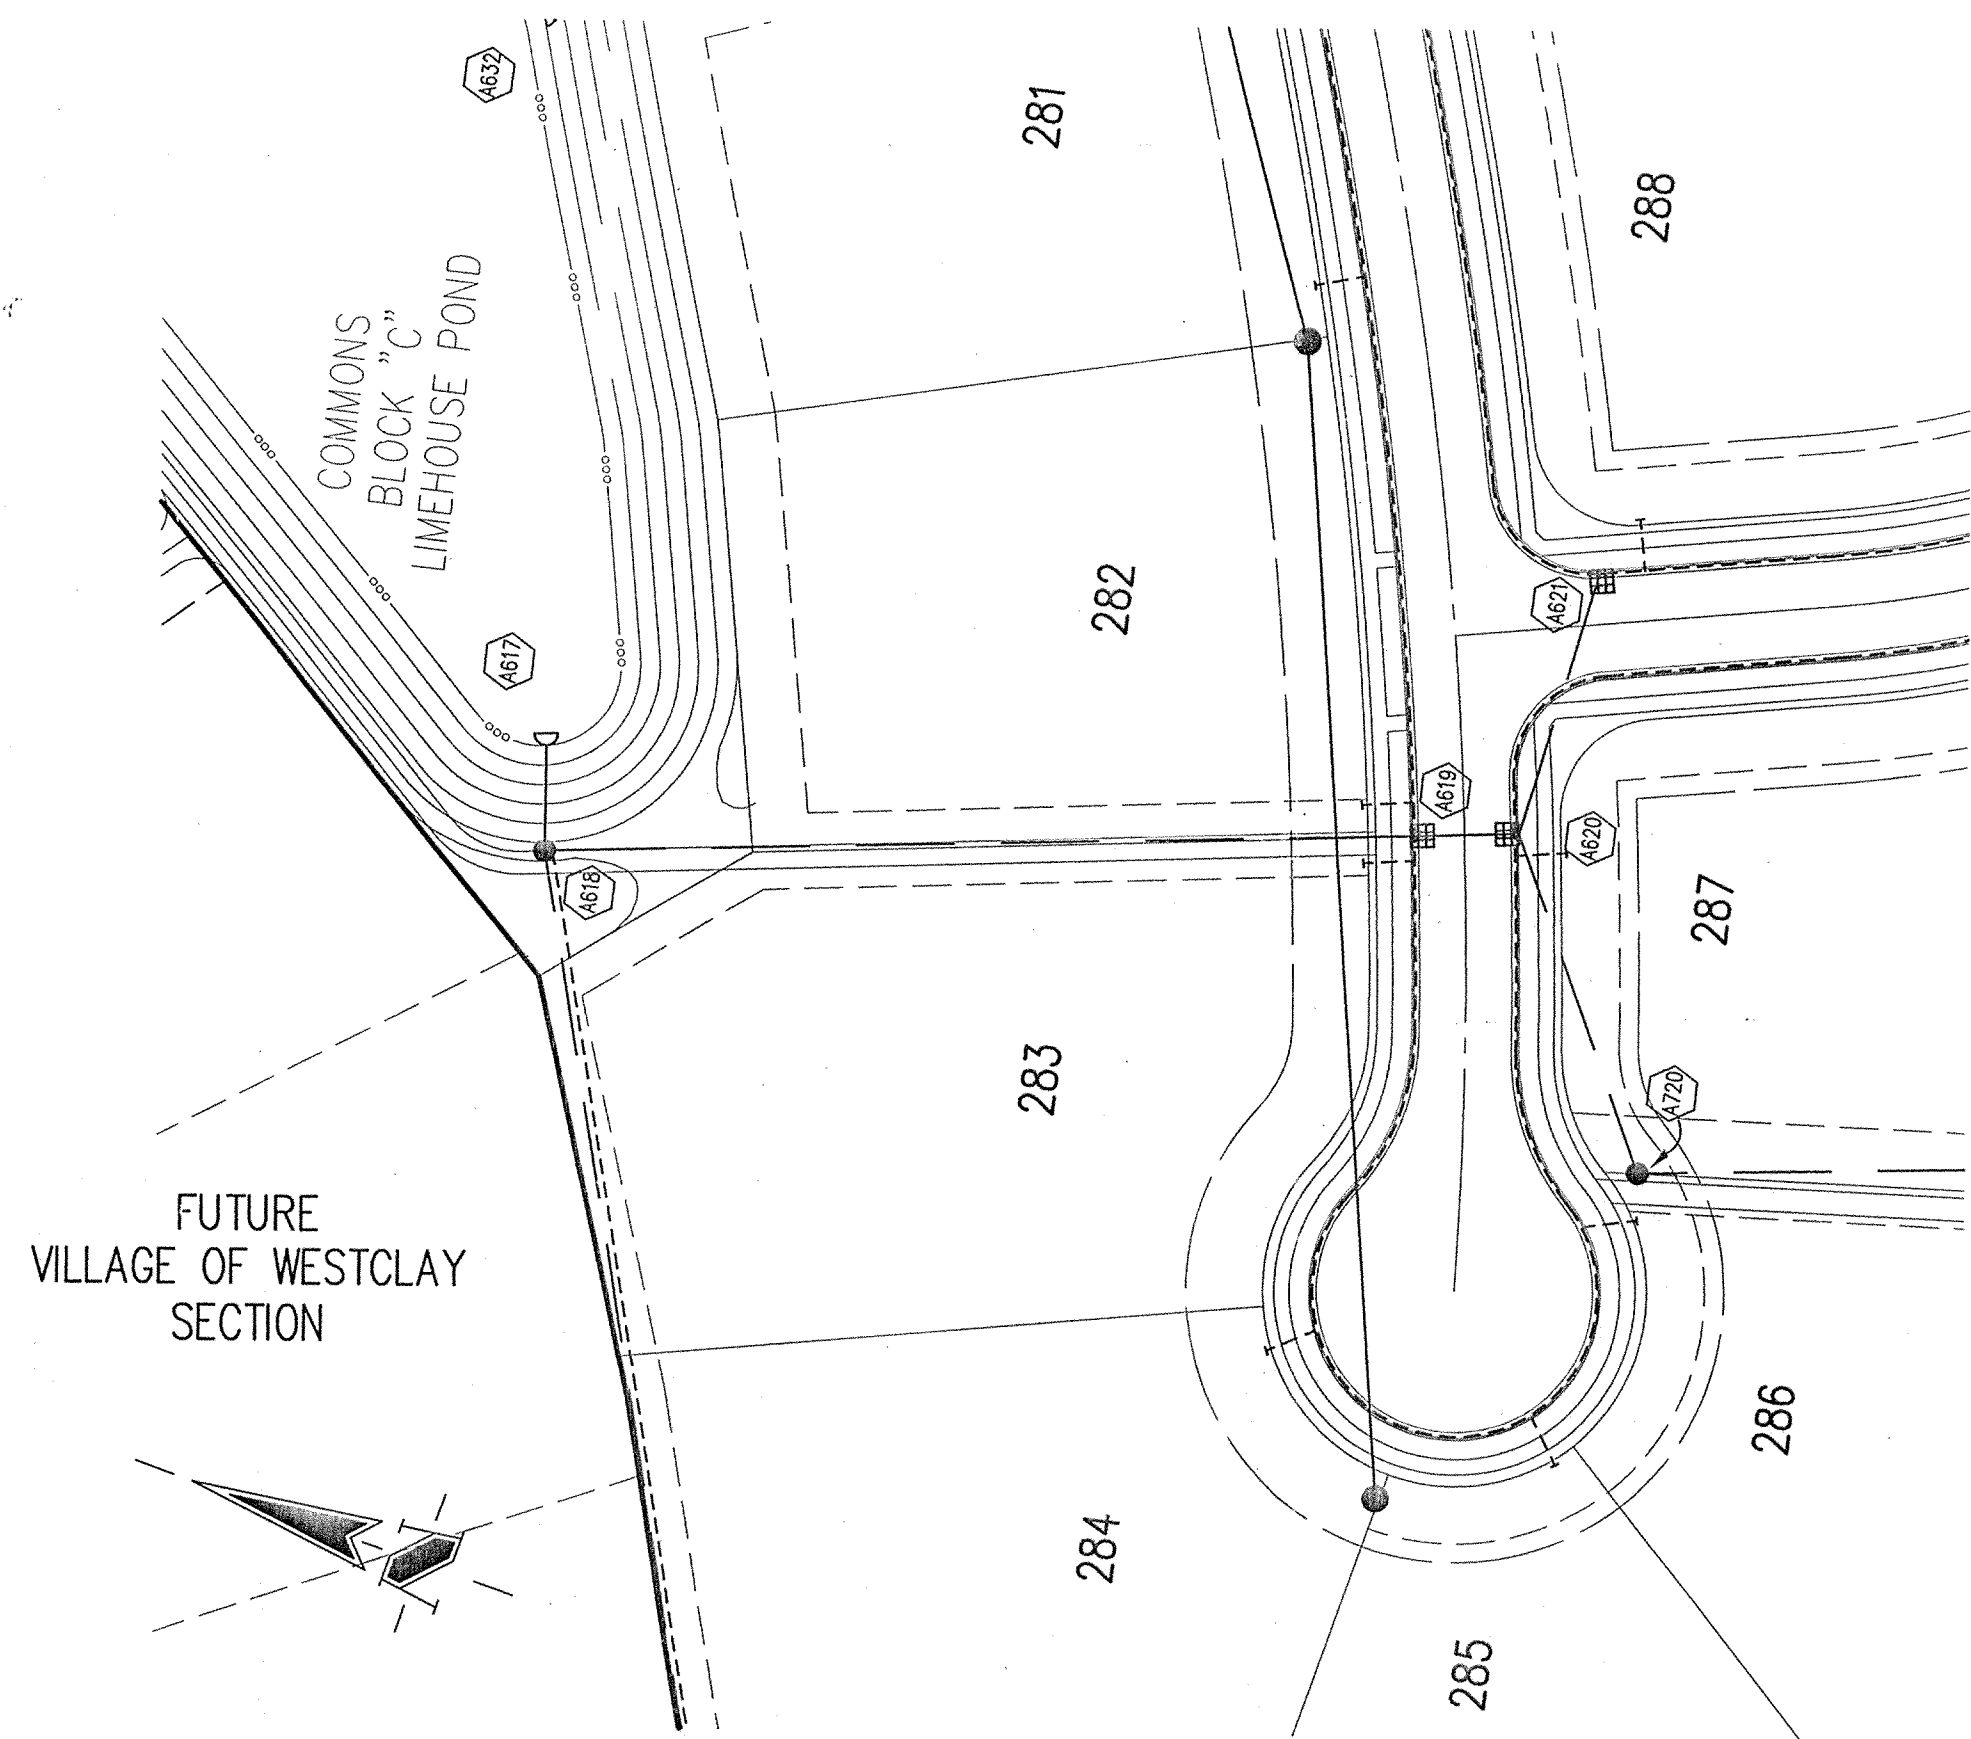 A632
281
288
COMMONS
BLOCK "C"
LIMEHOUSE POND
282
A621
A617
A619
A620
A618
287
283
A720
FUTURE
VILLAGE OF WESTCLAY
SECTION
286
284
285